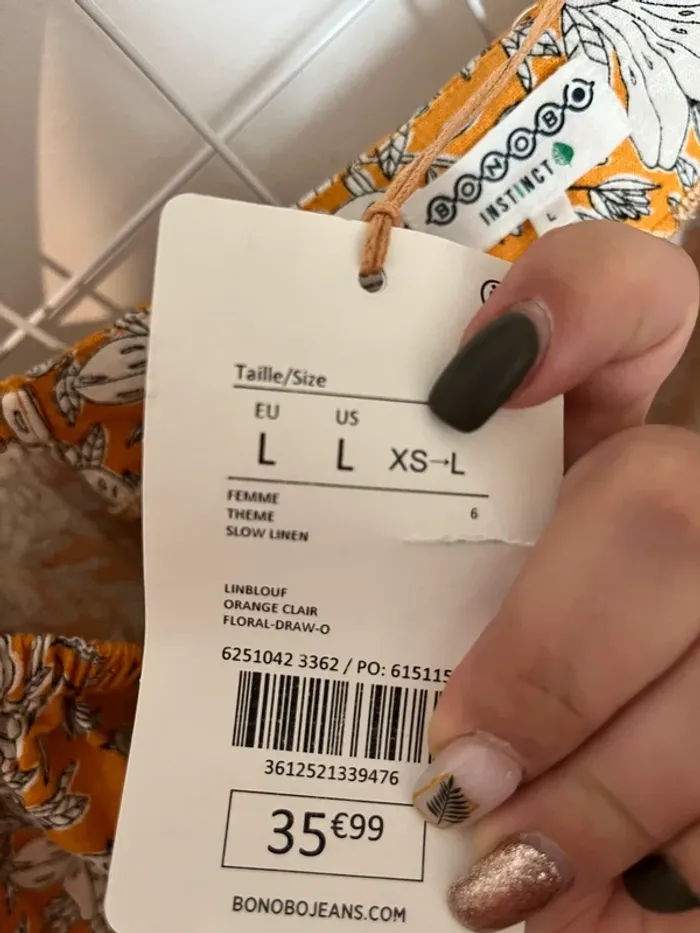 BONOBO
INSTINCT
L
Taille/Size
EU US
L L XS→L
FEMME
THEME 6
SLOW LINEN
LINBLOUF
ORANGE CLAIR
FLORAL-DRAW-O
6251042 3362 / PO: 615115
3612521339476
35€99
BONOBOJEANS.COM